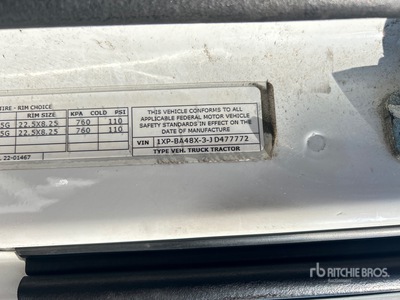 TIRE - RIM CHOICE
RIM SIZE KPA COLD PSI
5G 22.5X8.25 760 110
5G 22.5X8.25 760 110
22-01467
THIS VEHICLE CONFORMS TO ALL
APPLICABLE FEDERAL MOTOR VEHICLE
SAFETY STANDARDS IN EFFECT ON THE
DATE OF MANUFACTURE
VIN 1XP-BA48X-3-JD477772
TYPE VEH. TRUCK TRACTOR
rb RITCHIE BROS.